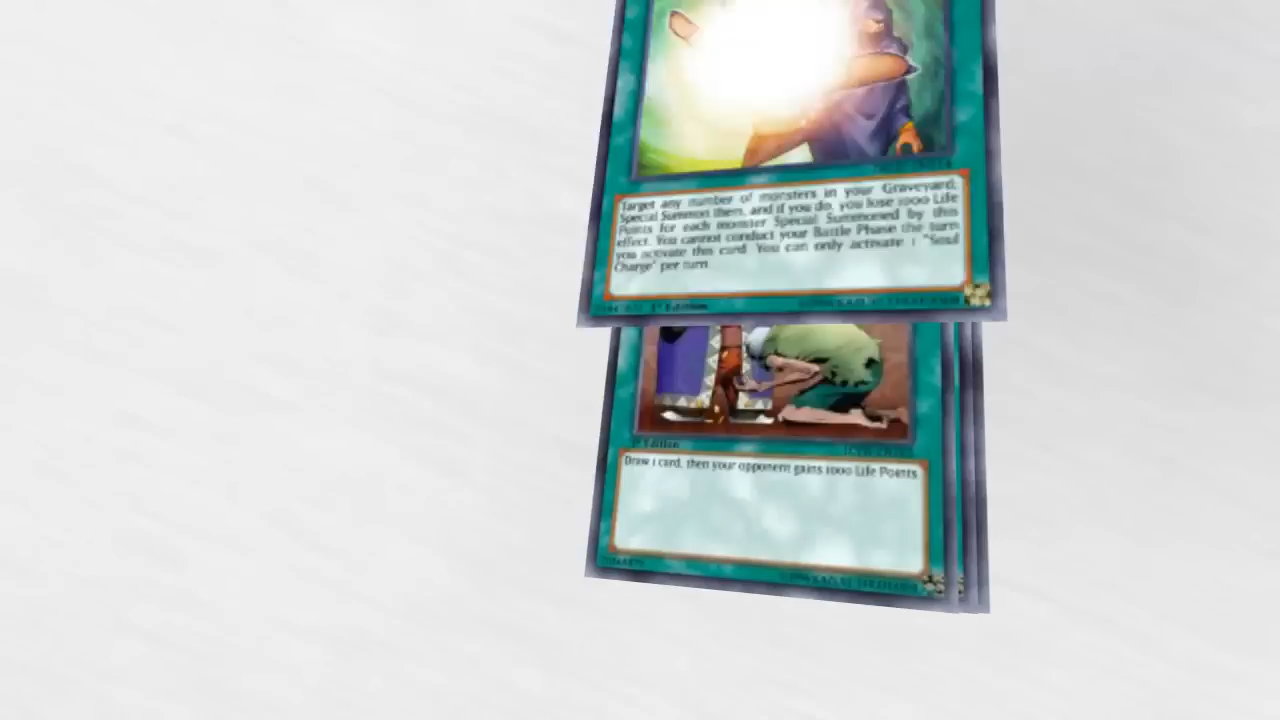 Target any number of monsters in your Graveyard;
Special Summon them, and if you do, you lose 1000 Life
Points for each monster Special Summoned by this
effect. You cannot conduct your Battle Phase the turn
you activate this card. You can only activate 1 "Soul
Charge" per turn.
1st Edition
1st Edition
Draw 1 card, then your opponent gains 1000 Life Points.